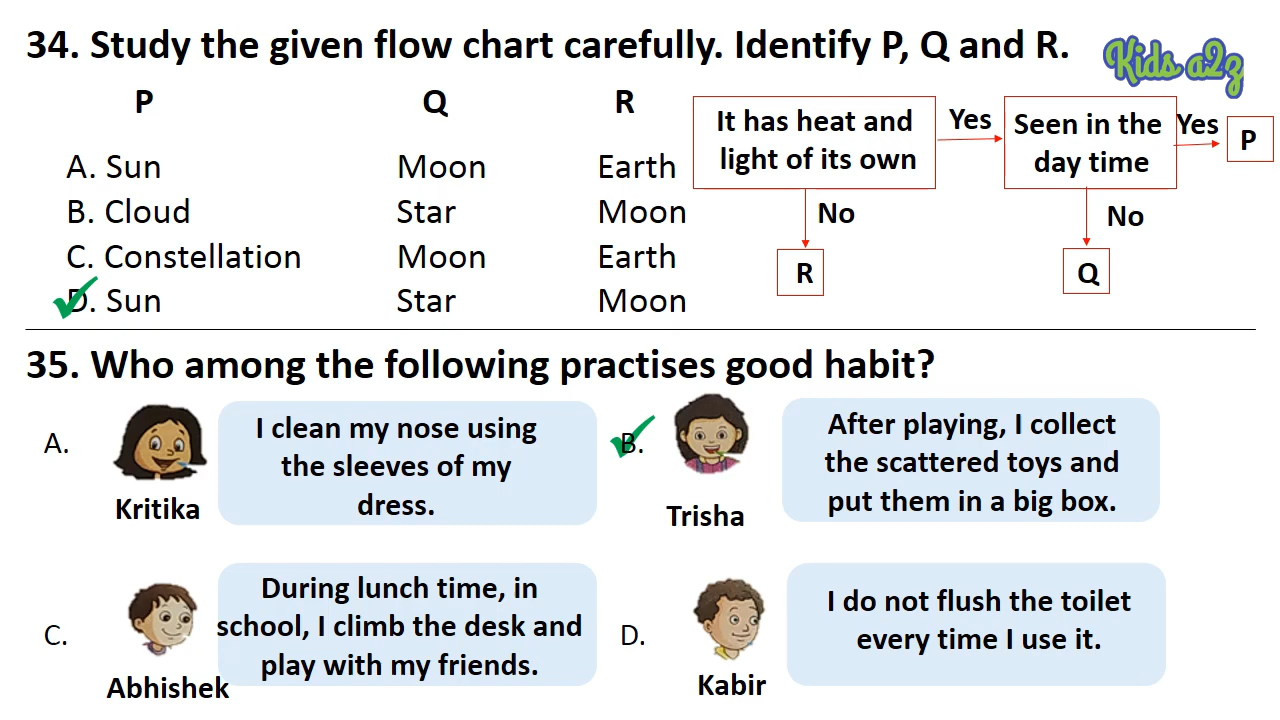 34. Study the given flow chart carefully. Identify P, Q and R.
Kids a2z
P Q R
A. Sun Moon Earth
B. Cloud Star Moon
C. Constellation Moon Earth
D. Sun Star Moon
It has heat and
light of its own
Yes
Seen in the
day time
Yes
P
No
R
No
Q
35. Who among the following practises good habit?
A.
I clean my nose using
the sleeves of my
dress.
Kritika
B.
After playing, I collect
the scattered toys and
put them in a big box.
Trisha
C.
During lunch time, in
school, I climb the desk and
play with my friends.
Abhishek
D.
I do not flush the toilet
every time I use it.
Kabir